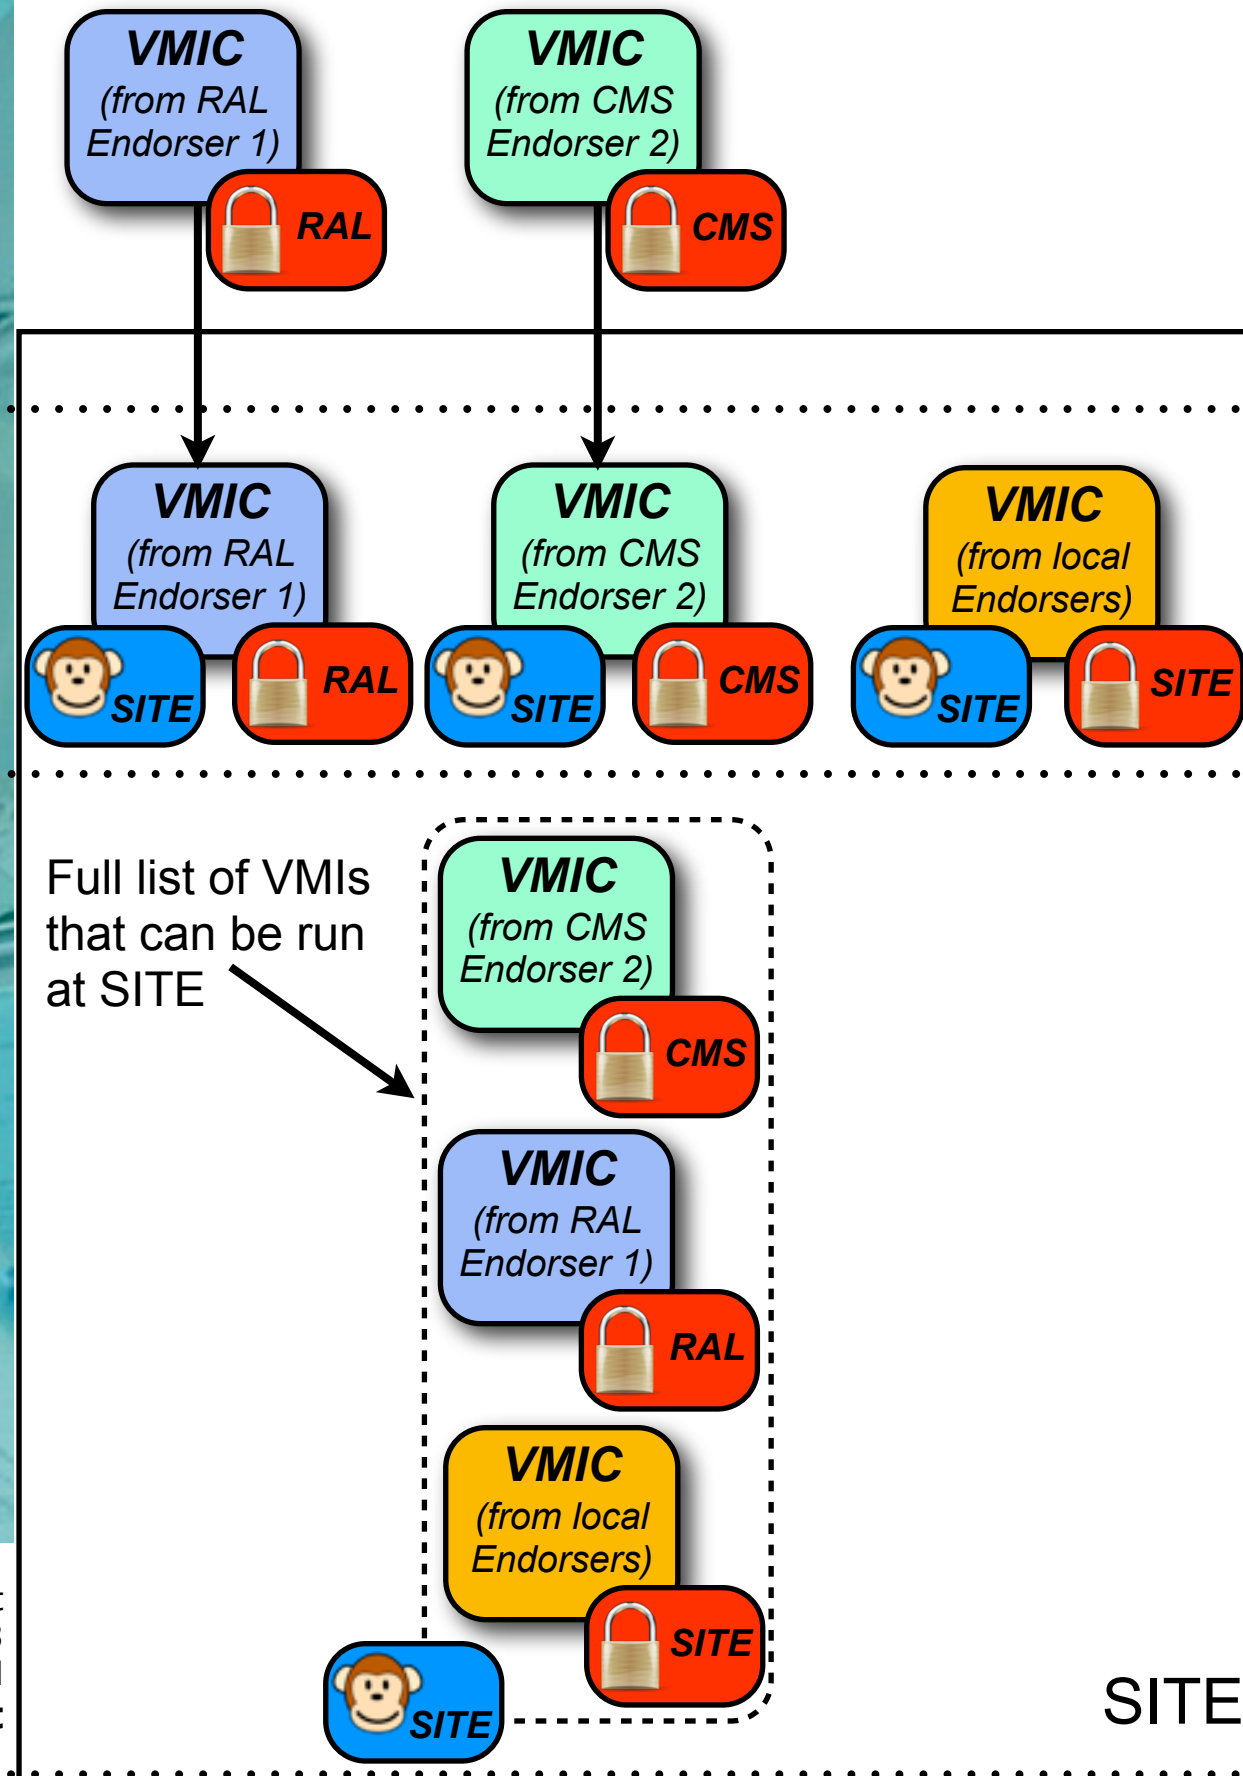 VMIC
(from RAL
Endorser 1)
RAL
VMIC
(from CMS
Endorser 2)
CMS
VMIC
(from RAL
Endorser 1)
SITE
RAL
VMIC
(from CMS
Endorser 2)
SITE
CMS
VMIC
(from local
Endorsers)
SITE
SITE
Full list of VMIs
that can be run
at SITE
VMIC
(from CMS
Endorser 2)
CMS
VMIC
(from RAL
Endorser 1)
RAL
VMIC
(from local
Endorsers)
SITE
SITE
SITE